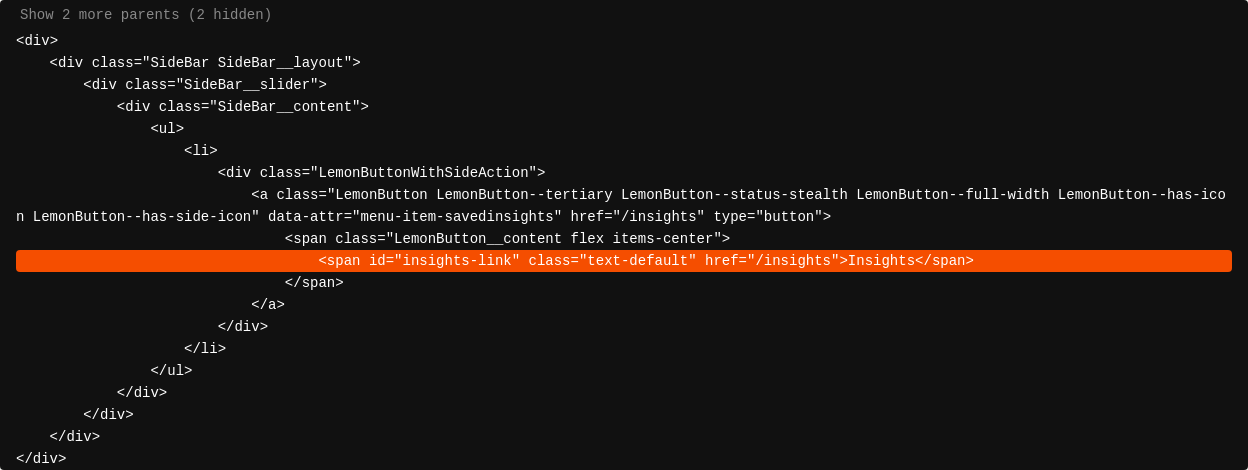 Show 2 more parents (2 hidden)
<div>
    <div class="SideBar SideBar__layout">
        <div class="SideBar__slider">
            <div class="SideBar__content">
                <ul>
                    <li>
                        <div class="LemonButtonWithSideAction">
                            <a class="LemonButton LemonButton--tertiary LemonButton--status-stealth LemonButton--full-width LemonButton--has-ico
n LemonButton--has-side-icon" data-attr="menu-item-savedinsights" href="/insights" type="button">
                                <span class="LemonButton__content flex items-center">
                                    <span id="insights-link" class="text-default" href="/insights">Insights</span>
                                </span>
                            </a>
                        </div>
                    </li>
                </ul>
            </div>
        </div>
    </div>
</div>